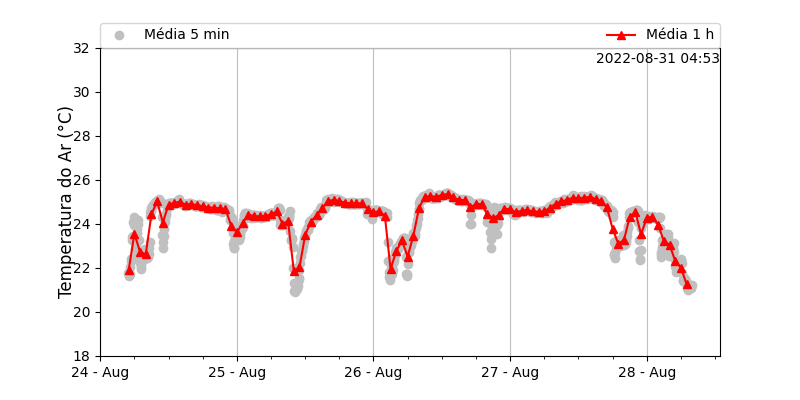 Média 5 min
Média 1 h
2022-08-31 04:53
Temperatura do Ar (°C)
32
30
28
26
24
22
20
18
24 - Aug
25 - Aug
26 - Aug
27 - Aug
28 - Aug